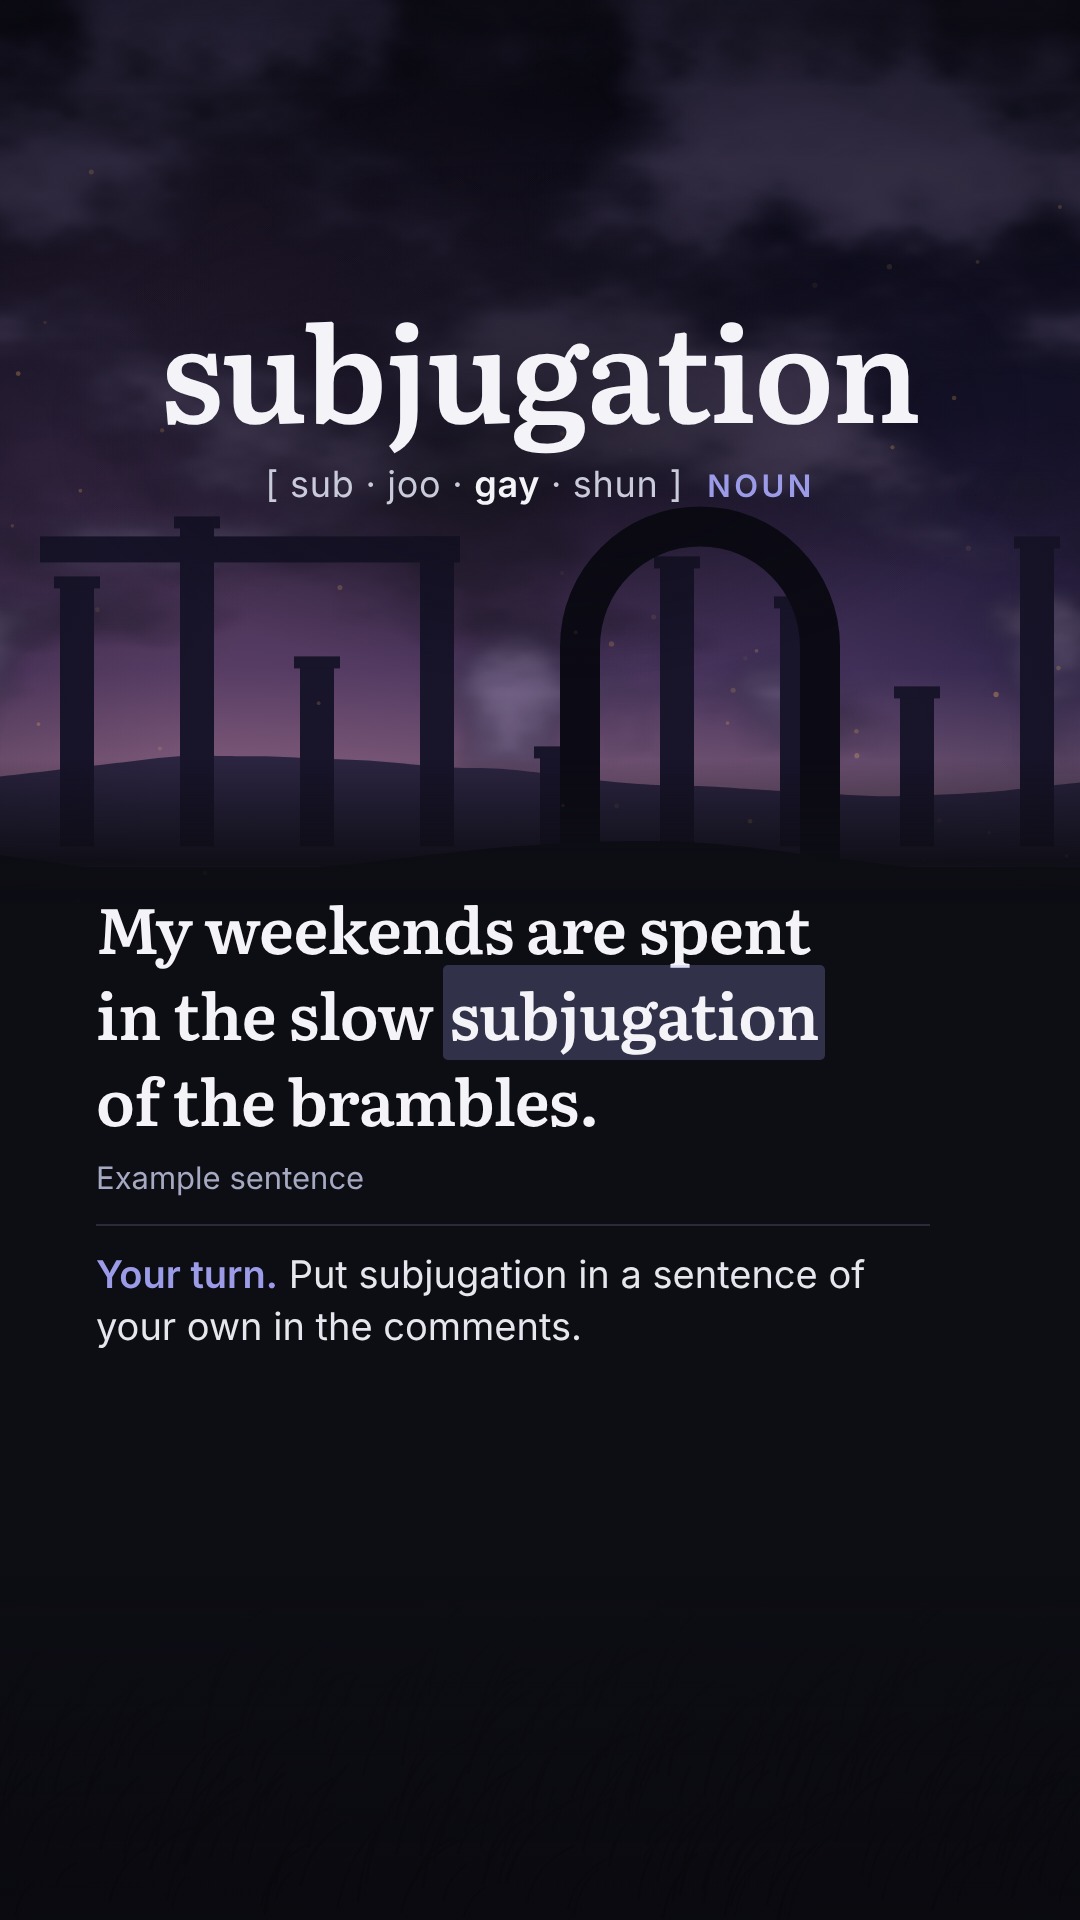 subjugation
[ sub · joo · gay · shun ] NOUN
My weekends are spent
in the slow subjugation
of the brambles.
Example sentence
Your turn. Put subjugation in a sentence of
your own in the comments.